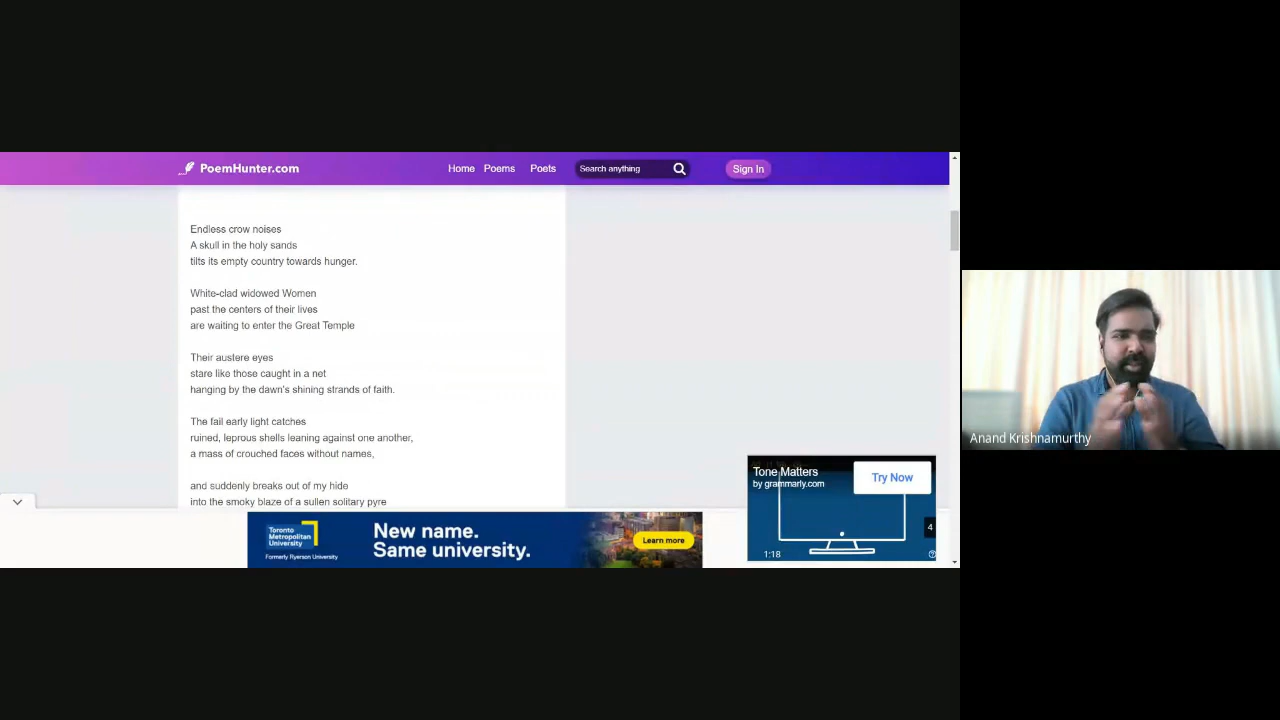 PoemHunter.com
Home Poems Poets Search anything Sign In
Endless crow noises
A skull in the holy sands
tilts its empty country towards hunger.
White-clad widowed Women
past the centers of their lives
are waiting to enter the Great Temple
Their austere eyes
stare like those caught in a net
hanging by the dawn's shining strands of faith.
The fail early light catches
ruined, leprous shells leaning against one another,
a mass of crouched faces without names,
and suddenly breaks out of my hide
into the smoky blaze of a sullen solitary pyre
Tone Matters
by grammarly.com
Try Now
4
1:18
Toronto
Metropolitan
University
Formerly Ryerson University
New name.
Same university.
Learn more
Anand Krishnamurthy